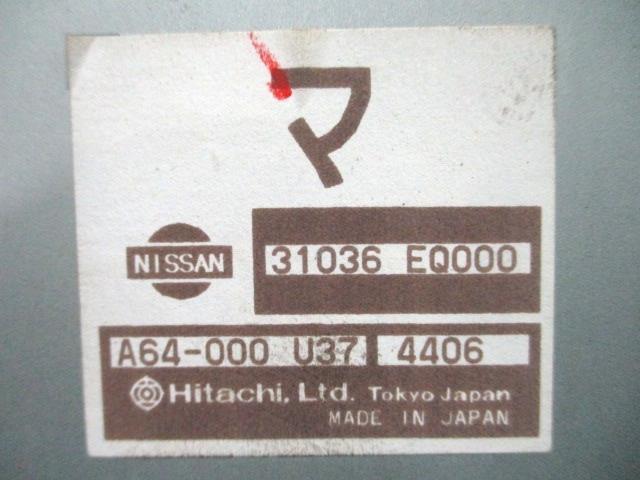 マ
NISSAN
31036 EQ000
A64-000 U37 4406
Hitachi, Ltd. Tokyo Japan
MADE IN JAPAN